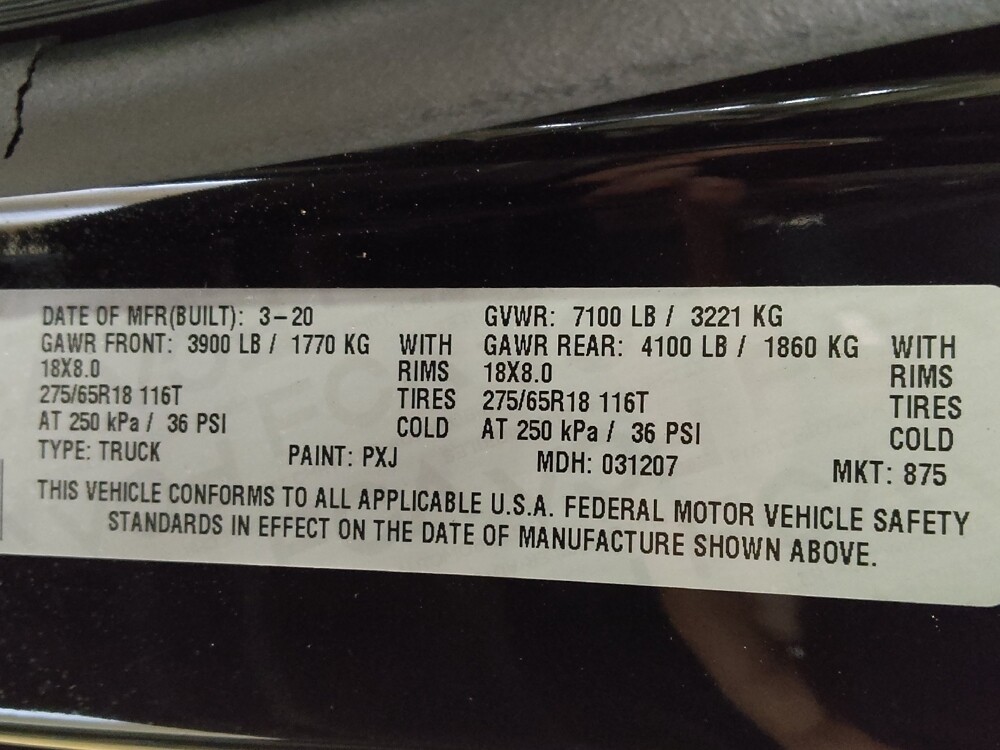 DATE OF MFR(BUILT): 3-20 GVWR: 7100 LB / 3221 KG
GAWR FRONT: 3900 LB / 1770 KG WITH GAWR REAR: 4100 LB / 1860 KG WITH
18X8.0 RIMS 18X8.0 RIMS
275/65R18 116T TIRES 275/65R18 116T TIRES
AT 250 kPa / 36 PSI COLD AT 250 kPa / 36 PSI COLD
TYPE: TRUCK PAINT: PXJ MDH: 031207 MKT: 875
THIS VEHICLE CONFORMS TO ALL APPLICABLE U.S.A. FEDERAL MOTOR VEHICLE SAFETY
STANDARDS IN EFFECT ON THE DATE OF MANUFACTURE SHOWN ABOVE.